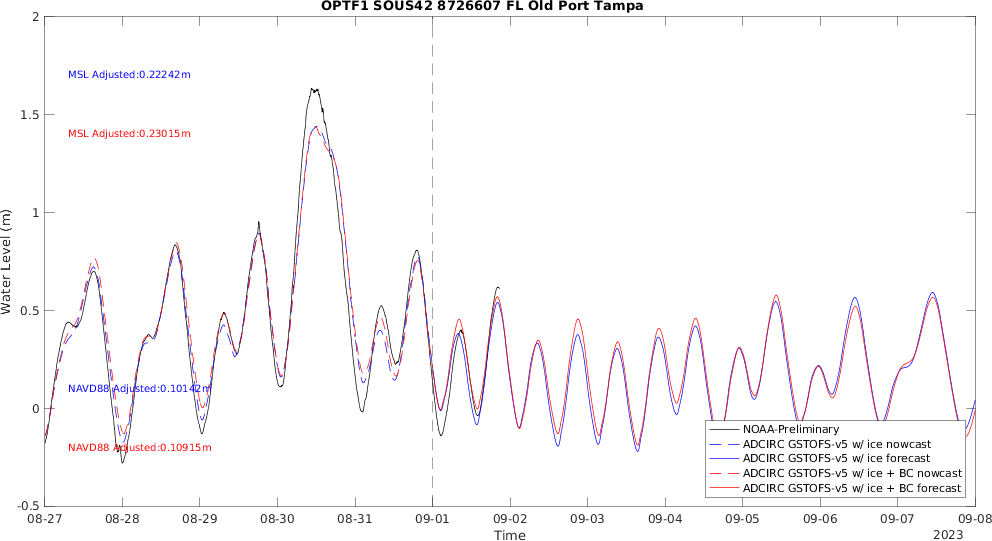 OPTF1 SOUS42 8726607 FL Old Port Tampa
2
MSL Adjusted:0.22242m
1.5
MSL Adjusted:0.23015m
1
Water Level (m)
0.5
NAVD88 Adjusted:0.10142m
0
NAVD88 Adjusted:0.10915m
NOAA-Preliminary
ADCIRC GSTOFS-v5 w/ ice nowcast
ADCIRC GSTOFS-v5 w/ ice forecast
ADCIRC GSTOFS-v5 w/ ice + BC nowcast
ADCIRC GSTOFS-v5 w/ ice + BC forecast
-0.5
08-27 08-28 08-29 08-30 08-31 09-01 09-02 09-03 09-04 09-05 09-06 09-07 09-08
Time
2023